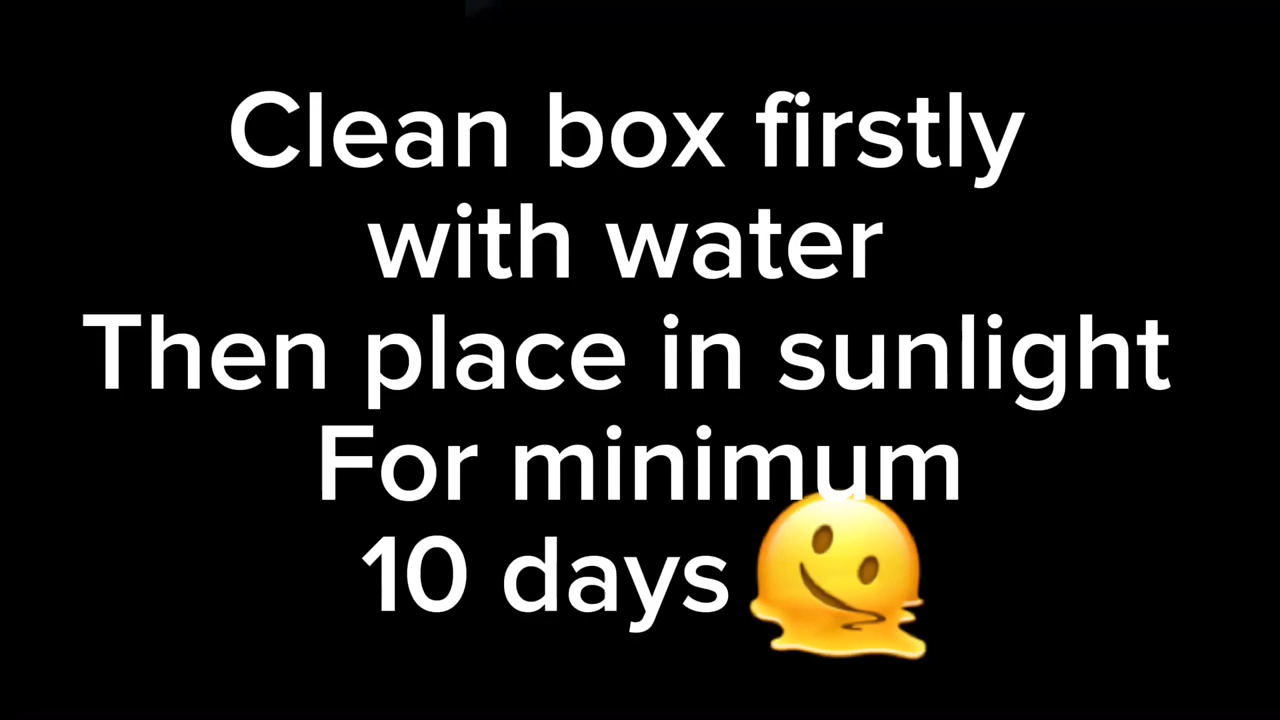 Clean box firstly
with water
Then place in sunlight
For minimum
10 days🫠